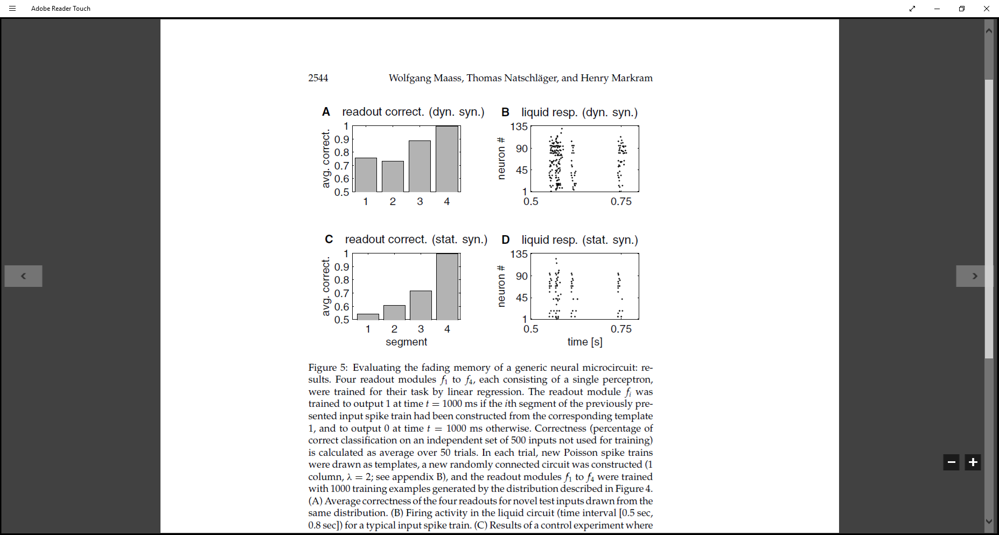 Adobe Reader Touch
2544 Wolfgang Maass, Thomas Natschläger, and Henry Markram
A readout correct. (dyn. syn.)
avg. correct.
1
0.9
0.8
0.7
0.6
0.5
1 2 3 4
B liquid resp. (dyn. syn.)
neuron #
135
90
45
1
0.5 0.75
C readout correct. (stat. syn.)
avg. correct.
1
0.9
0.8
0.7
0.6
0.5
1 2 3 4
segment
D liquid resp. (stat. syn.)
neuron #
135
90
45
1
0.5 0.75
time [s]
Figure 5: Evaluating the fading memory of a generic neural microcircuit: re-
sults. Four readout modules f1 to f4, each consisting of a single perceptron,
were trained for their task by linear regression. The readout module fi was
trained to output 1 at time t = 1000 ms if the ith segment of the previously pre-
sented input spike train had been constructed from the corresponding template
1, and to output 0 at time t = 1000 ms otherwise. Correctness (percentage of
correct classification on an independent set of 500 inputs not used for training)
is calculated as average over 50 trials. In each trial, new Poisson spike trains
were drawn as templates, a new randomly connected circuit was constructed (1
column, λ = 2; see appendix B), and the readout modules f1 to f4 were trained
with 1000 training examples generated by the distribution described in Figure 4.
(A) Average correctness of the four readouts for novel test inputs drawn from the
same distribution. (B) Firing activity in the liquid circuit (time interval [0.5 sec,
0.8 sec]) for a typical input spike train. (C) Results of a control experiment where